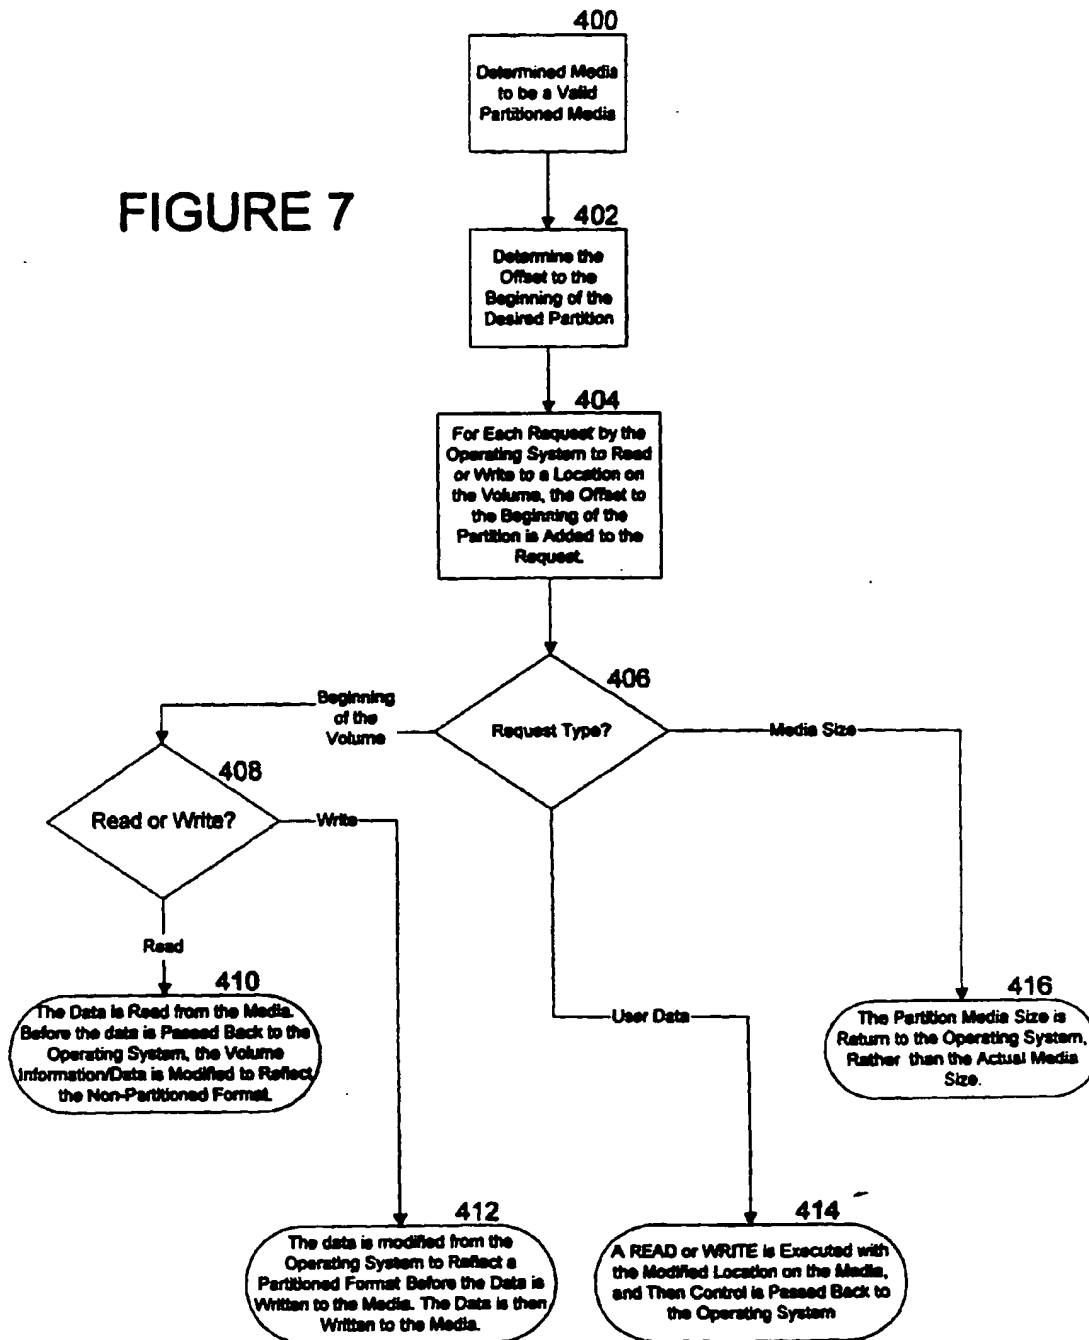 400
Determined Media
to be a Valid
Partitioned Media
FIGURE 7
402
Determine the
Offset to the
Beginning of the
Desired Partition
404
For Each Request by the
Operating System to Read
or Write to a Location on
the Volume, the Offset to
the Beginning of the
Partition is Added to the
Request.
406
Request Type?
Beginning
of the
Volume
Media Size
408
Read or Write?
Write
Read
User Data
410
The Data is Read from the Media.
Before the data is Passed Back to the
Operating System, the Volume
Information/Data is Modified to Reflect
the Non-Partitioned Format.
416
The Partition Media Size is
Return to the Operating System,
Rather than the Actual Media
Size.
412
The data is modified from the
Operating System to Reflect a
Partitioned Format Before the Data is
Written to the Media. The Data is then
Written to the Media.
414
A READ or WRITE is Executed with
the Modified Location on the Media,
and Then Control is Passed Back to
the Operating System